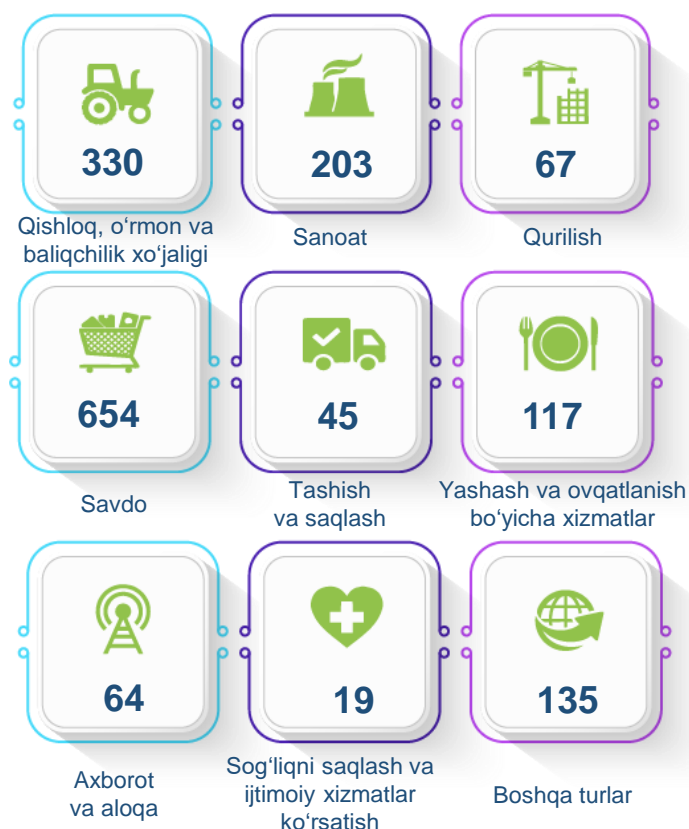 330
Qishloq, o‘rmon va
baliqchilik xo‘jaligi
203
Sanoat
67
Qurilish
654
Savdo
45
Tashish
va saqlash
117
Yashash va ovqatlanish
bo‘yicha xizmatlar
64
Axborot
va aloqa
19
Sog‘liqni saqlash va
ijtimoiy xizmatlar
ko‘rsatish
135
Boshqa turlar